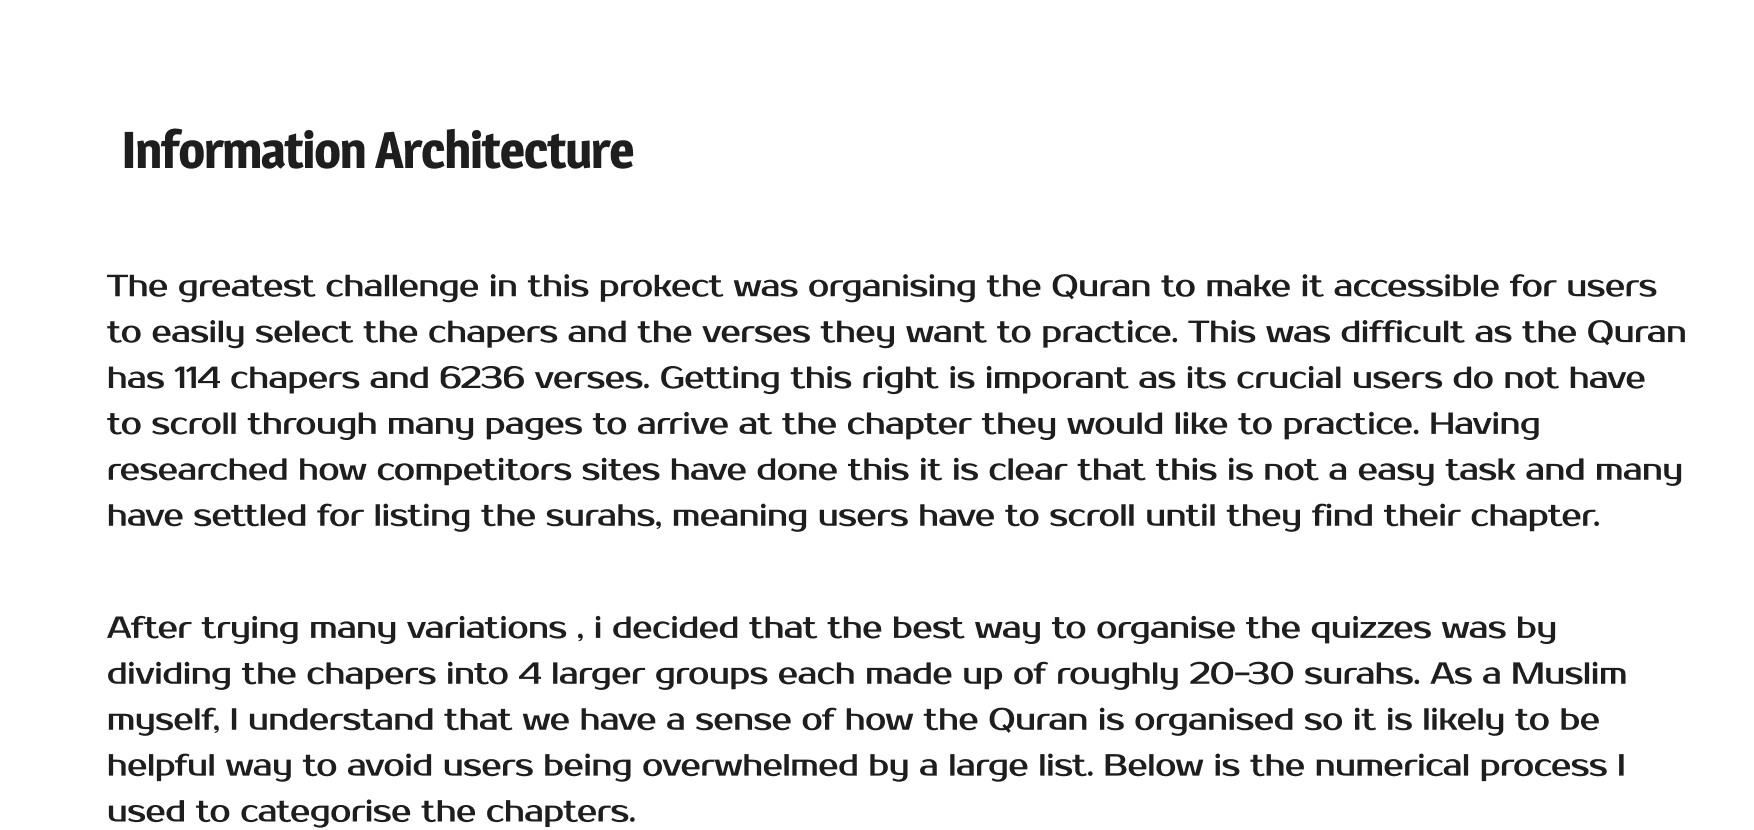 Information Architecture
The greatest challenge in this prokect was organising the Quran to make it accessible for users
to easily select the chapers and the verses they want to practice. This was difficult as the Quran
has 114 chapers and 6236 verses. Getting this right is imporant as its crucial users do not have
to scroll through many pages to arrive at the chapter they would like to practice. Having
researched how competitors sites have done this it is clear that this is not a easy task and many
have settled for listing the surahs, meaning users have to scroll until they find their chapter.
After trying many variations , i decided that the best way to organise the quizzes was by
dividing the chapers into 4 larger groups each made up of roughly 20-30 surahs. As a Muslim
myself, I understand that we have a sense of how the Quran is organised so it is likely to be
helpful way to avoid users being overwhelmed by a large list. Below is the numerical process I
used to categorise the chapters.